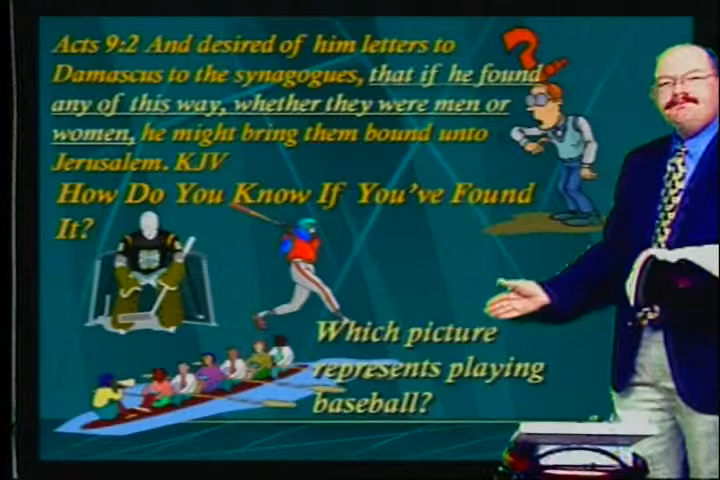 Acts 9:2 And desired of him letters to
Damascus to the synagogues, that if he found
any of this way, whether they were men or
women, he might bring them bound unto
Jerusalem. KJV
How Do You Know If You've Found
It?
Which picture
represents playing
baseball?